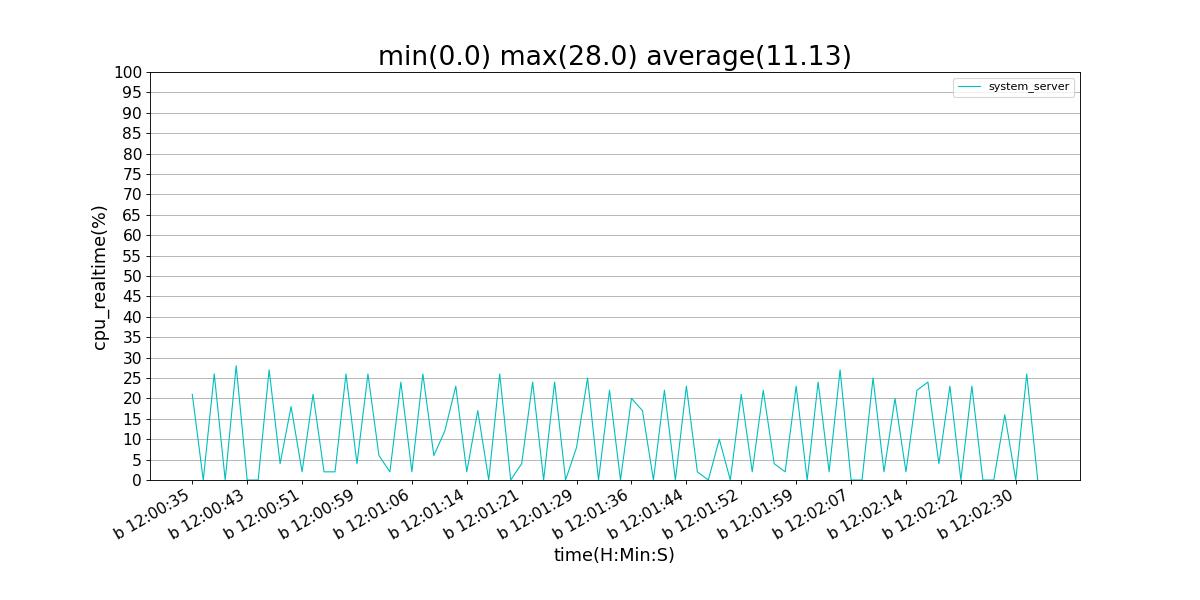 min(0.0) max(28.0) average(11.13)
system_server
100
95
90
85
80
75
70
65
60
55
50
45
40
35
30
25
20
15
10
5
0
cpu_realtime(%)
b 12:00:35
b 12:00:43
b 12:00:51
b 12:00:59
b 12:01:06
b 12:01:14
b 12:01:21
b 12:01:29
b 12:01:36
b 12:01:44
b 12:01:52
b 12:01:59
b 12:02:07
b 12:02:14
b 12:02:22
b 12:02:30
time(H:Min:S)